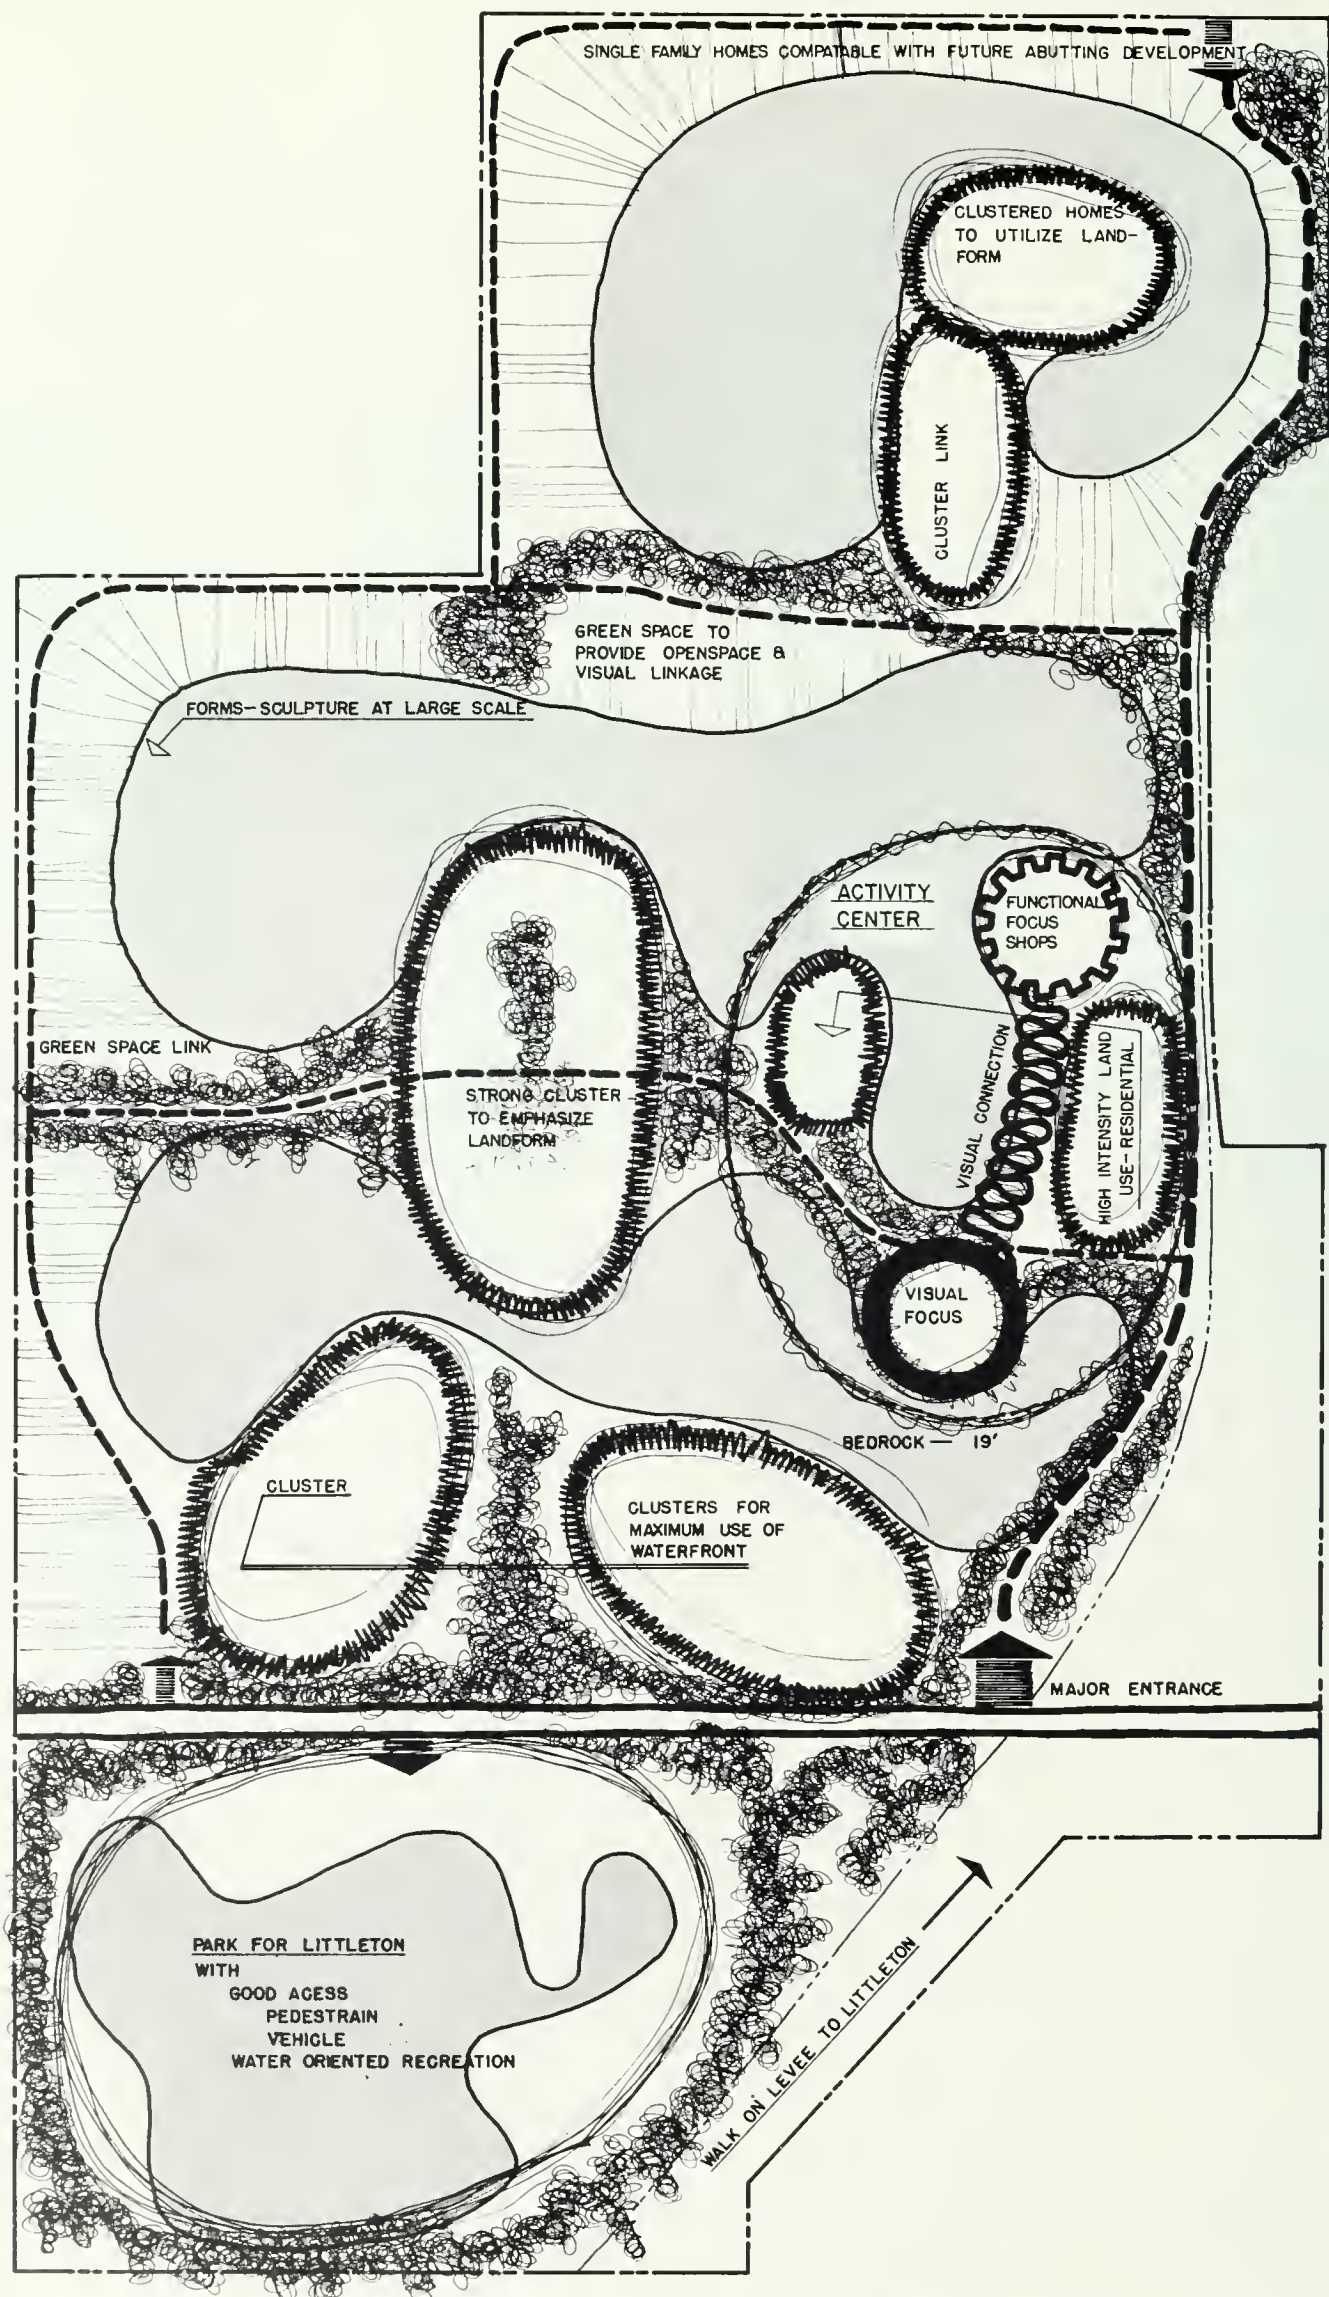 SINGLE FAMILY HOMES COMPATABLE WITH FUTURE ABUTTING DEVELOPMENT
CLUSTERED HOMES
TO UTILIZE LAND-
FORM
CLUSTER LINK
GREEN SPACE TO
PROVIDE OPENSPACE &
VISUAL LINKAGE
FORMS-SCULPTURE AT LARGE SCALE
ACTIVITY
CENTER
FUNCTIONAL
FOCUS
SHOPS
GREEN SPACE LINK
STRONG CLUSTER
TO EMPHASIZE
LANDFORM
VISUAL CONNECTION
HIGH INTENSITY LAND
USE-RESIDENTIAL
VISUAL
FOCUS
BEDROCK — 19'
CLUSTER
CLUSTERS FOR
MAXIMUM USE OF
WATERFRONT
MAJOR ENTRANCE
PARK FOR LITTLETON
WITH
GOOD ACESS
PEDESTRAIN
VEHICLE
WATER ORIENTED RECREATION
WALK ON LEVEE TO LITTLETON